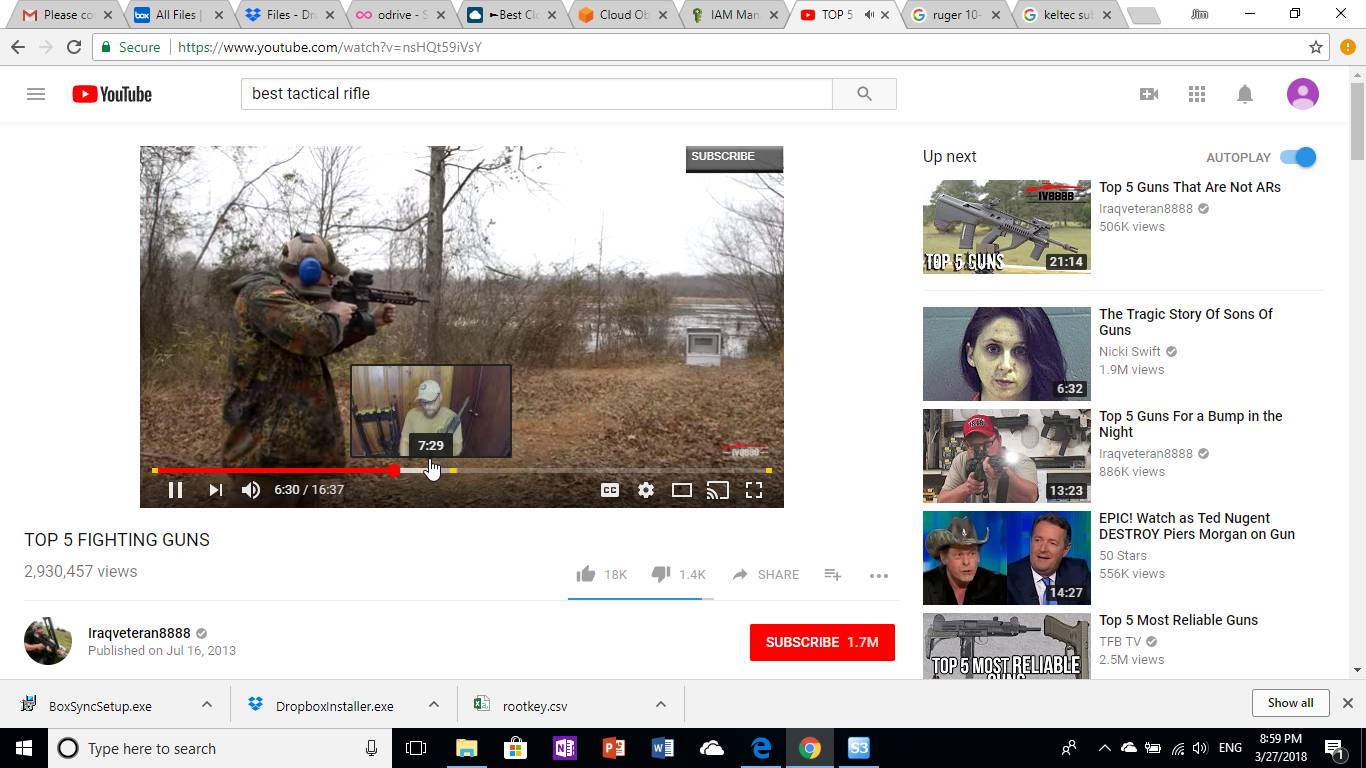 Please co
All Files |
Files - Dr
odrive - S
Best Cl
Cloud Ob
IAM Man
TOP 5
ruger 10-
keltec su
Jim
Secure
https://www.youtube.com/watch?v=nsHQt59iVsY
YouTube
best tactical rifle
SUBSCRIBE
IV8888
7:29
6:30 / 16:37
CC
TOP 5 FIGHTING GUNS
2,930,457 views
18K
1.4K
SHARE
Iraqveteran8888
Published on Jul 16, 2013
SUBSCRIBE 1.7M
Up next
AUTOPLAY
IV8888
TOP 5 GUNS
21:14
Top 5 Guns That Are Not ARs
Iraqveteran8888
506K views
6:32
The Tragic Story Of Sons Of
Guns
Nicki Swift
1.9M views
13:23
Top 5 Guns For a Bump in the
Night
Iraqveteran8888
886K views
14:27
EPIC! Watch as Ted Nugent
DESTROY Piers Morgan on Gun
50 Stars
556K views
TOP 5 MOST RELIABLE
Top 5 Most Reliable Guns
TFB TV
2.5M views
BoxSyncSetup.exe
DropboxInstaller.exe
rootkey.csv
Show all
Type here to search
S3
ENG
8:59 PM
3/27/2018
1